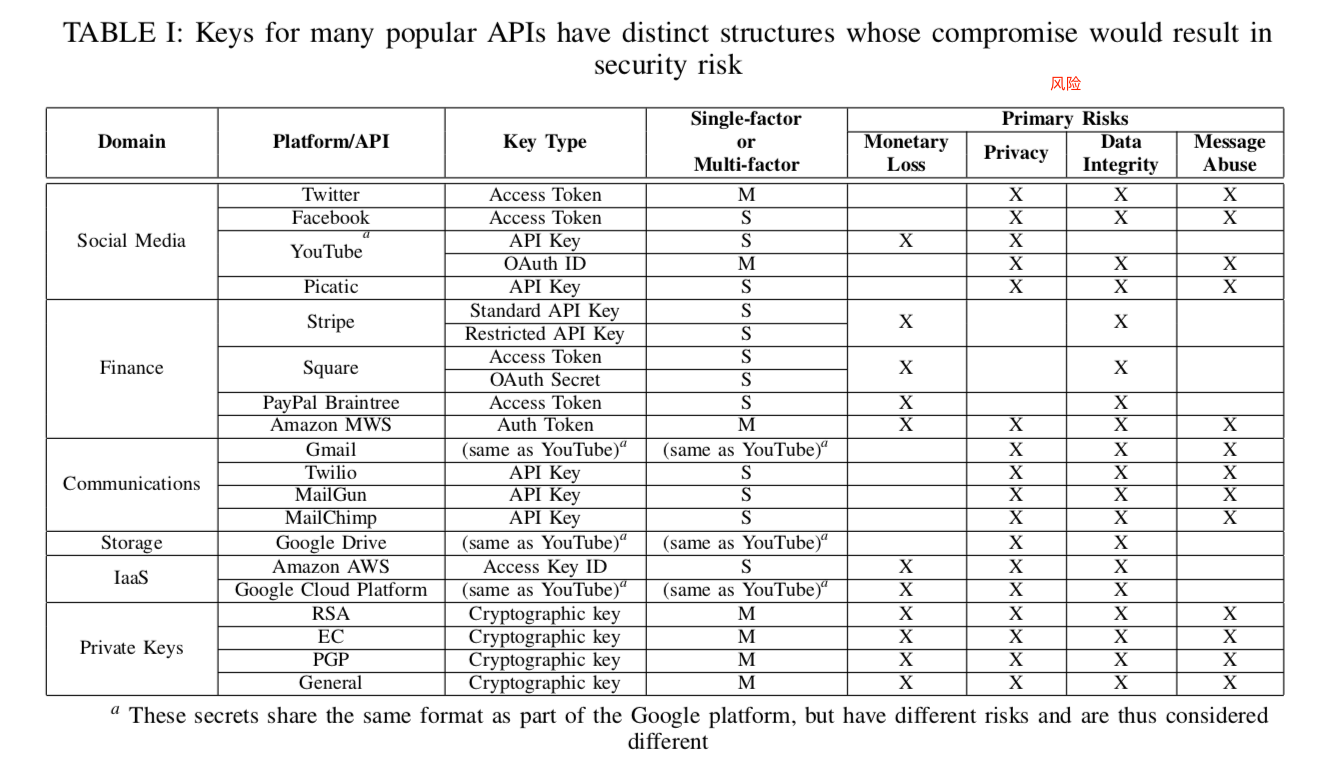 TABLE I: Keys for many popular APIs have distinct structures whose compromise would result in
security risk
风险
Domain Platform/API Key Type Single-factor or Multi-factor Primary Risks
Monetary Loss Privacy Data Integrity Message Abuse
Social Media Twitter Access Token M X X X
Facebook Access Token S X X X
YouTube a API Key S X X
OAuth ID M X X X
Picatic API Key S X X X
Finance Stripe Standard API Key S X X
Restricted API Key S
Square Access Token S X X
OAuth Secret S
PayPal Braintree Access Token S X X
Amazon MWS Auth Token M X X X X
Communications Gmail (same as YouTube)a (same as YouTube)a X X X
Twilio API Key S X X X
MailGun API Key S X X X
MailChimp API Key S X X X
Storage Google Drive (same as YouTube)a (same as YouTube)a X X
IaaS Amazon AWS Access Key ID S X X X
Google Cloud Platform (same as YouTube)a (same as YouTube)a X X X
Private Keys RSA Cryptographic key M X X X X
EC Cryptographic key M X X X X
PGP Cryptographic key M X X X X
General Cryptographic key M X X X X
a These secrets share the same format as part of the Google platform, but have different risks and are thus considered
different